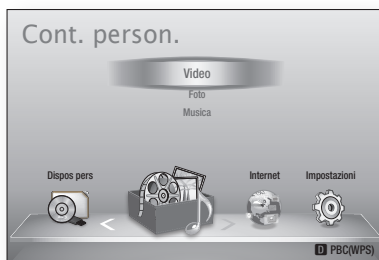 Cont. person.
Video
Foto
Musica
Dispos pers
Internet
Impostazioni
D PBC(WPS)